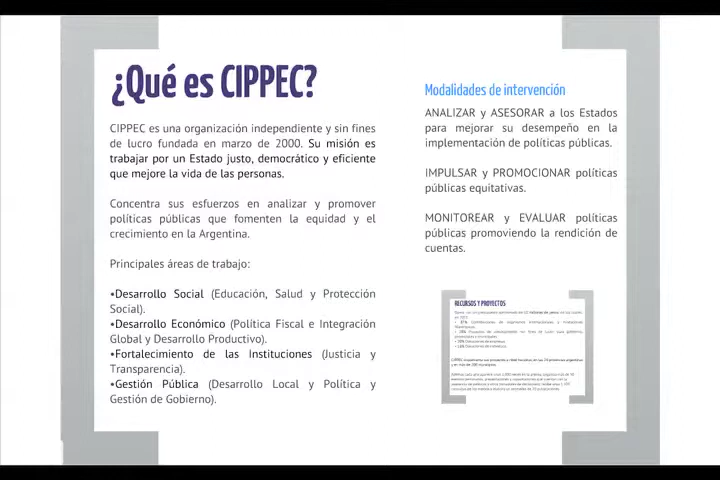 ¿Qué es CIPPEC?
CIPPEC es una organización independiente y sin fines
de lucro fundada en marzo de 2000. Su misión es
trabajar por un Estado justo, democrático y eficiente
que mejore la vida de las personas.
Concentra sus esfuerzos en analizar y promover
políticas públicas que fomenten la equidad y el
crecimiento en la Argentina.
Principales áreas de trabajo:
•Desarrollo Social (Educación, Salud y Protección
Social).
•Desarrollo Económico (Política Fiscal e Integración
Global y Desarrollo Productivo).
•Fortalecimiento de las Instituciones (Justicia y
Transparencia).
•Gestión Pública (Desarrollo Local y Política y
Gestión de Gobierno).
Modalidades de intervención
ANALIZAR y ASESORAR a los Estados
para mejorar su desempeño en la
implementación de políticas públicas.
IMPULSAR y PROMOCIONAR políticas
públicas equitativas.
MONITOREAR y EVALUAR políticas
públicas promoviendo la rendición de
cuentas.
RECURSOS Y PROYECTOS